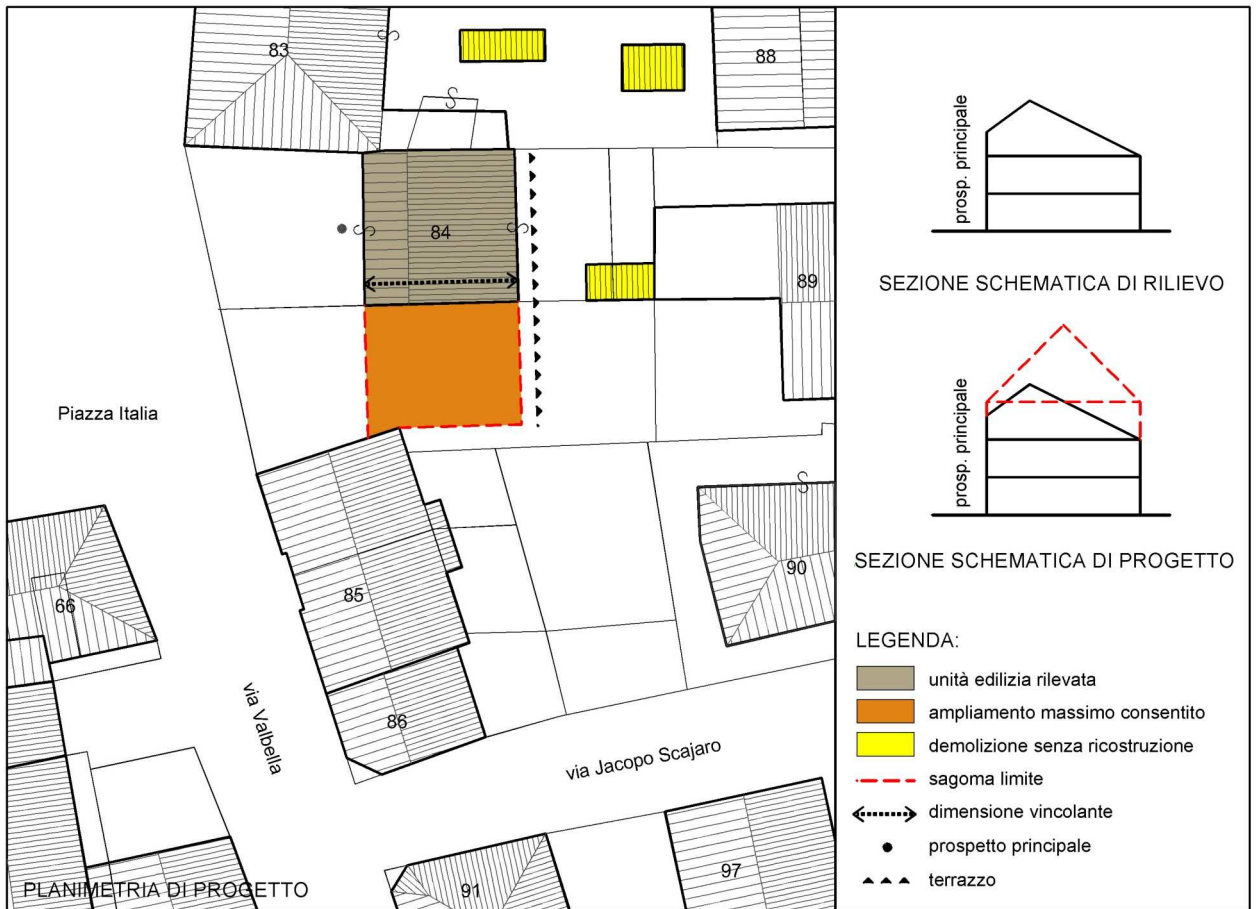 83
88
84
89
Piazza Italia
66
85
90
86
via Valbella
via Jacopo Scajaro
91
97
PLANIMETRIA DI PROGETTO
prosp. principale
SEZIONE SCHEMATICA DI RILIEVO
prosp. principale
SEZIONE SCHEMATICA DI PROGETTO
LEGENDA:
unità edilizia rilevata
ampliamento massimo consentito
demolizione senza ricostruzione
sagoma limite
dimensione vincolante
prospetto principale
terrazzo